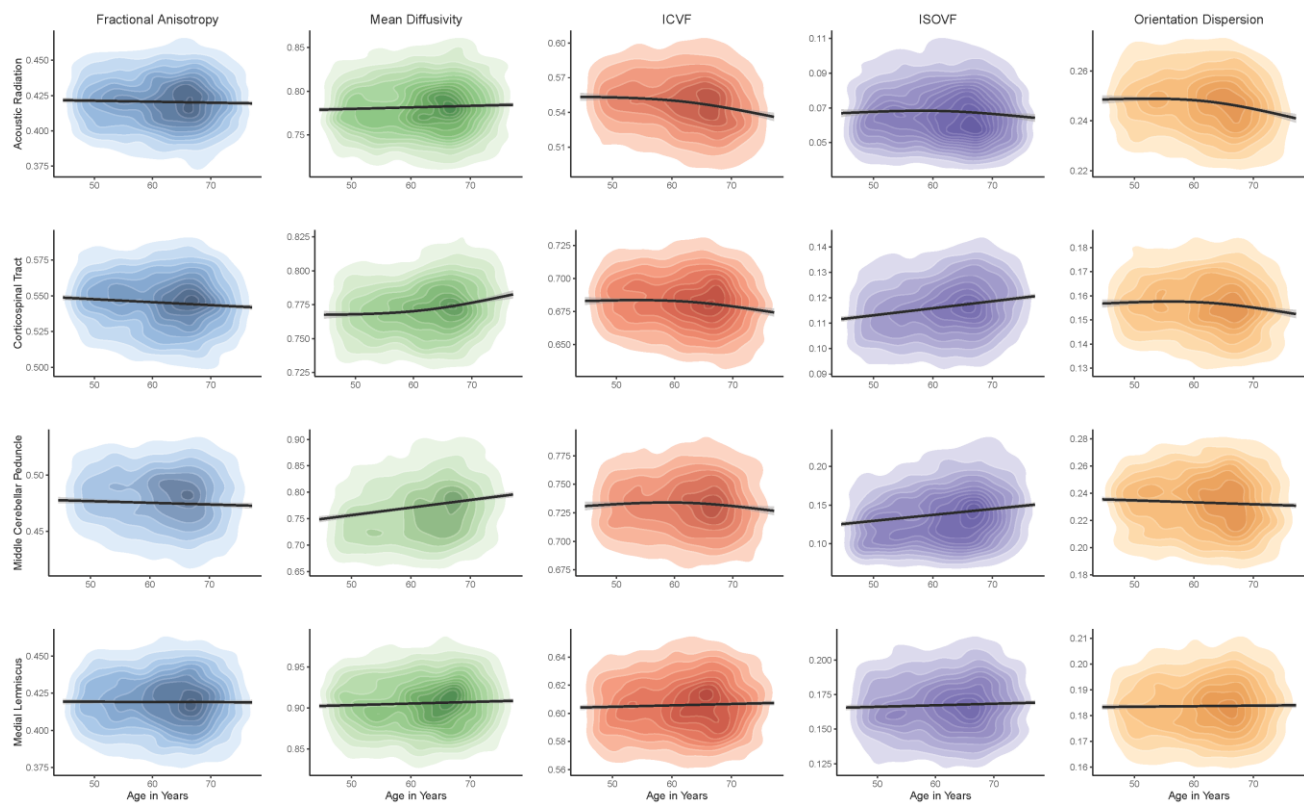 Fractional Anisotropy Mean Diffusivity ICVF ISOVF Orientation Dispersion
Acoustic Radiation
0.450
0.425
0.400
0.375
50 60 70
0.85
0.80
0.75
50 60 70
0.60
0.57
0.54
0.51
50 60 70
0.11
0.09
0.07
0.05
50 60 70
0.26
0.24
0.22
50 60 70
Corticospinal Tract
0.575
0.550
0.525
0.500
50 60 70
0.825
0.800
0.775
0.750
0.725
50 60 70
0.725
0.700
0.675
0.650
50 60 70
0.14
0.13
0.12
0.11
0.10
0.09
50 60 70
0.18
0.17
0.16
0.15
0.14
0.13
50 60 70
Middle Cerebellar Peduncle
0.50
0.45
50 60 70
0.90
0.85
0.80
0.75
0.70
0.65
50 60 70
0.775
0.750
0.725
0.700
0.675
50 60 70
0.20
0.15
0.10
50 60 70
0.28
0.26
0.24
0.22
0.20
0.18
50 60 70
Medial Lemniscus
0.450
0.425
0.400
0.375
50 60 70
Age in Years
0.95
0.90
0.85
50 60 70
Age in Years
0.64
0.62
0.60
0.58
0.56
50 60 70
Age in Years
0.200
0.175
0.150
0.125
50 60 70
Age in Years
0.21
0.20
0.19
0.18
0.17
0.16
50 60 70
Age in Years